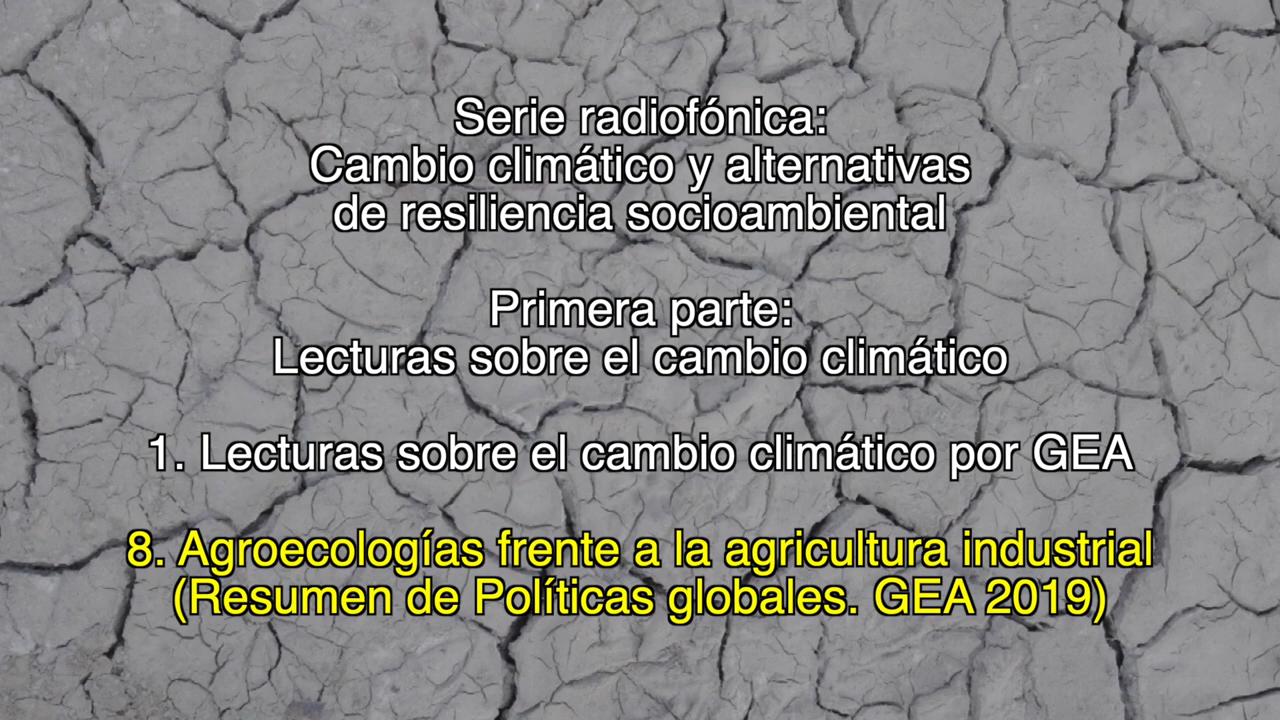 Serie radiofónica:
Cambio climático y alternativas
de resiliencia socioambiental
Primera parte:
Lecturas sobre el cambio climático
1. Lecturas sobre el cambio climático por GEA
8. Agroecologías frente a la agricultura industrial
(Resumen de Políticas globales. GEA 2019)